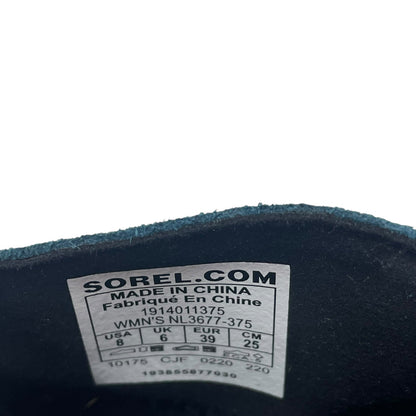 SOREL.COM
MADE IN CHINA
Fabriqué En Chine
1914011375
WMN'S NL3677-375
USA UK EUR CM
8 6 39 25
10175 CJF 0220 220
193855877030